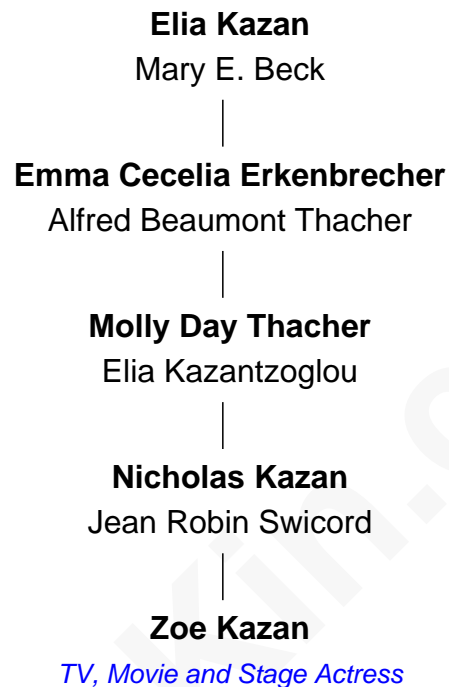 Elia Kazan
Mary E. Beck
Emma Cecelia Erkenbrecher
Alfred Beaumont Thacher
Molly Day Thacher
Elia Kazantzoglou
Nicholas Kazan
Jean Robin Swicord
Zoe Kazan
TV, Movie and Stage Actress
Kin.c